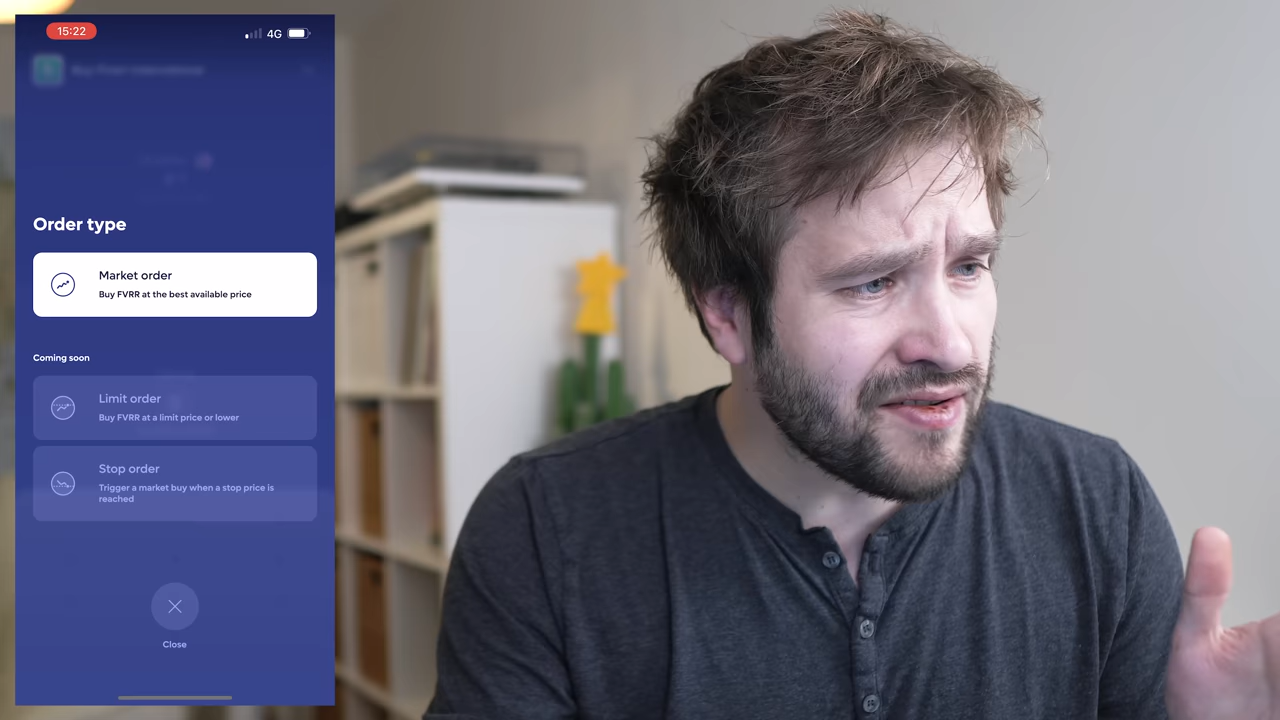 15:22
4G
Order type
Market order
Buy FVRR at the best available price
Coming soon
Limit order
Buy FVRR at a limit price or lower
Stop order
Trigger a market buy when a stop price is
reached
Close